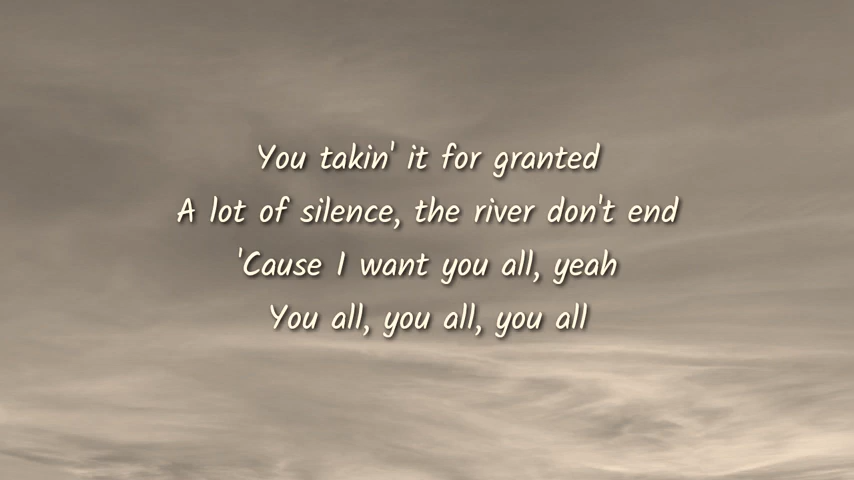 You takin' it for granted
A lot of silence, the river don't end
'Cause I want you all, yeah
You all, you all, you all